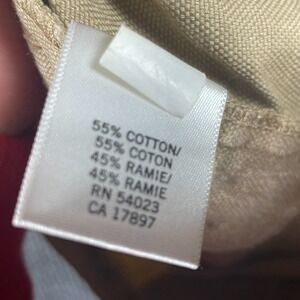 55% COTTON/
55% COTON
45% RAMIE/
45% RAMIE
RN 54023
CA 17897